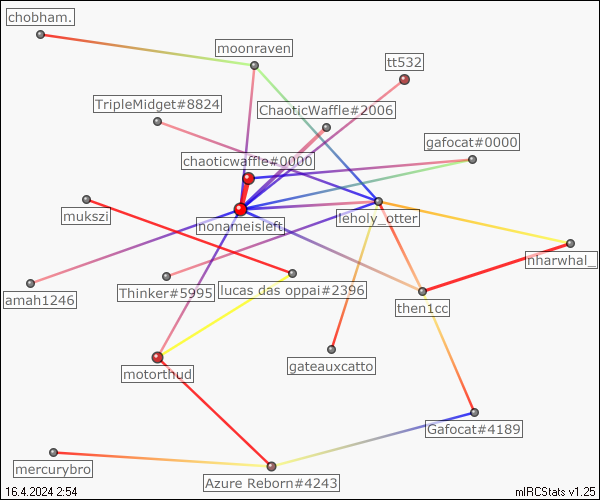 chobham.
moonraven
tt532
TripleMidget#8824
ChaoticWaffle#2006
gafocat#0000
chaoticwaffle#0000
mukszi
nonameisleft
leholy_otter
nharwhal_
amah1246
Thinker#5995
lucas das oppai#2396
then1cc
motorthud
gateauxcatto
Gafocat#4189
mercurybro
Azure Reborn#4243
16.4.2024 2:54
mIRCStats v1.25